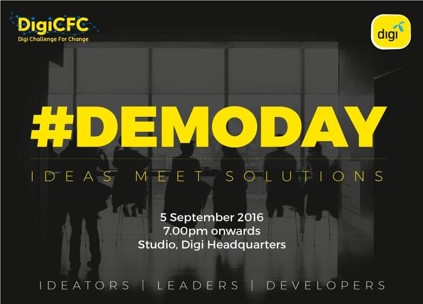 DigiCFC
Digi Challenge For Change
digi
#DEMODAY
IDEAS MEET SOLUTIONS
5 September 2016
7.00pm onwards
Studio, Digi Headquarters
IDEATORS | LEADERS | DEVELOPERS